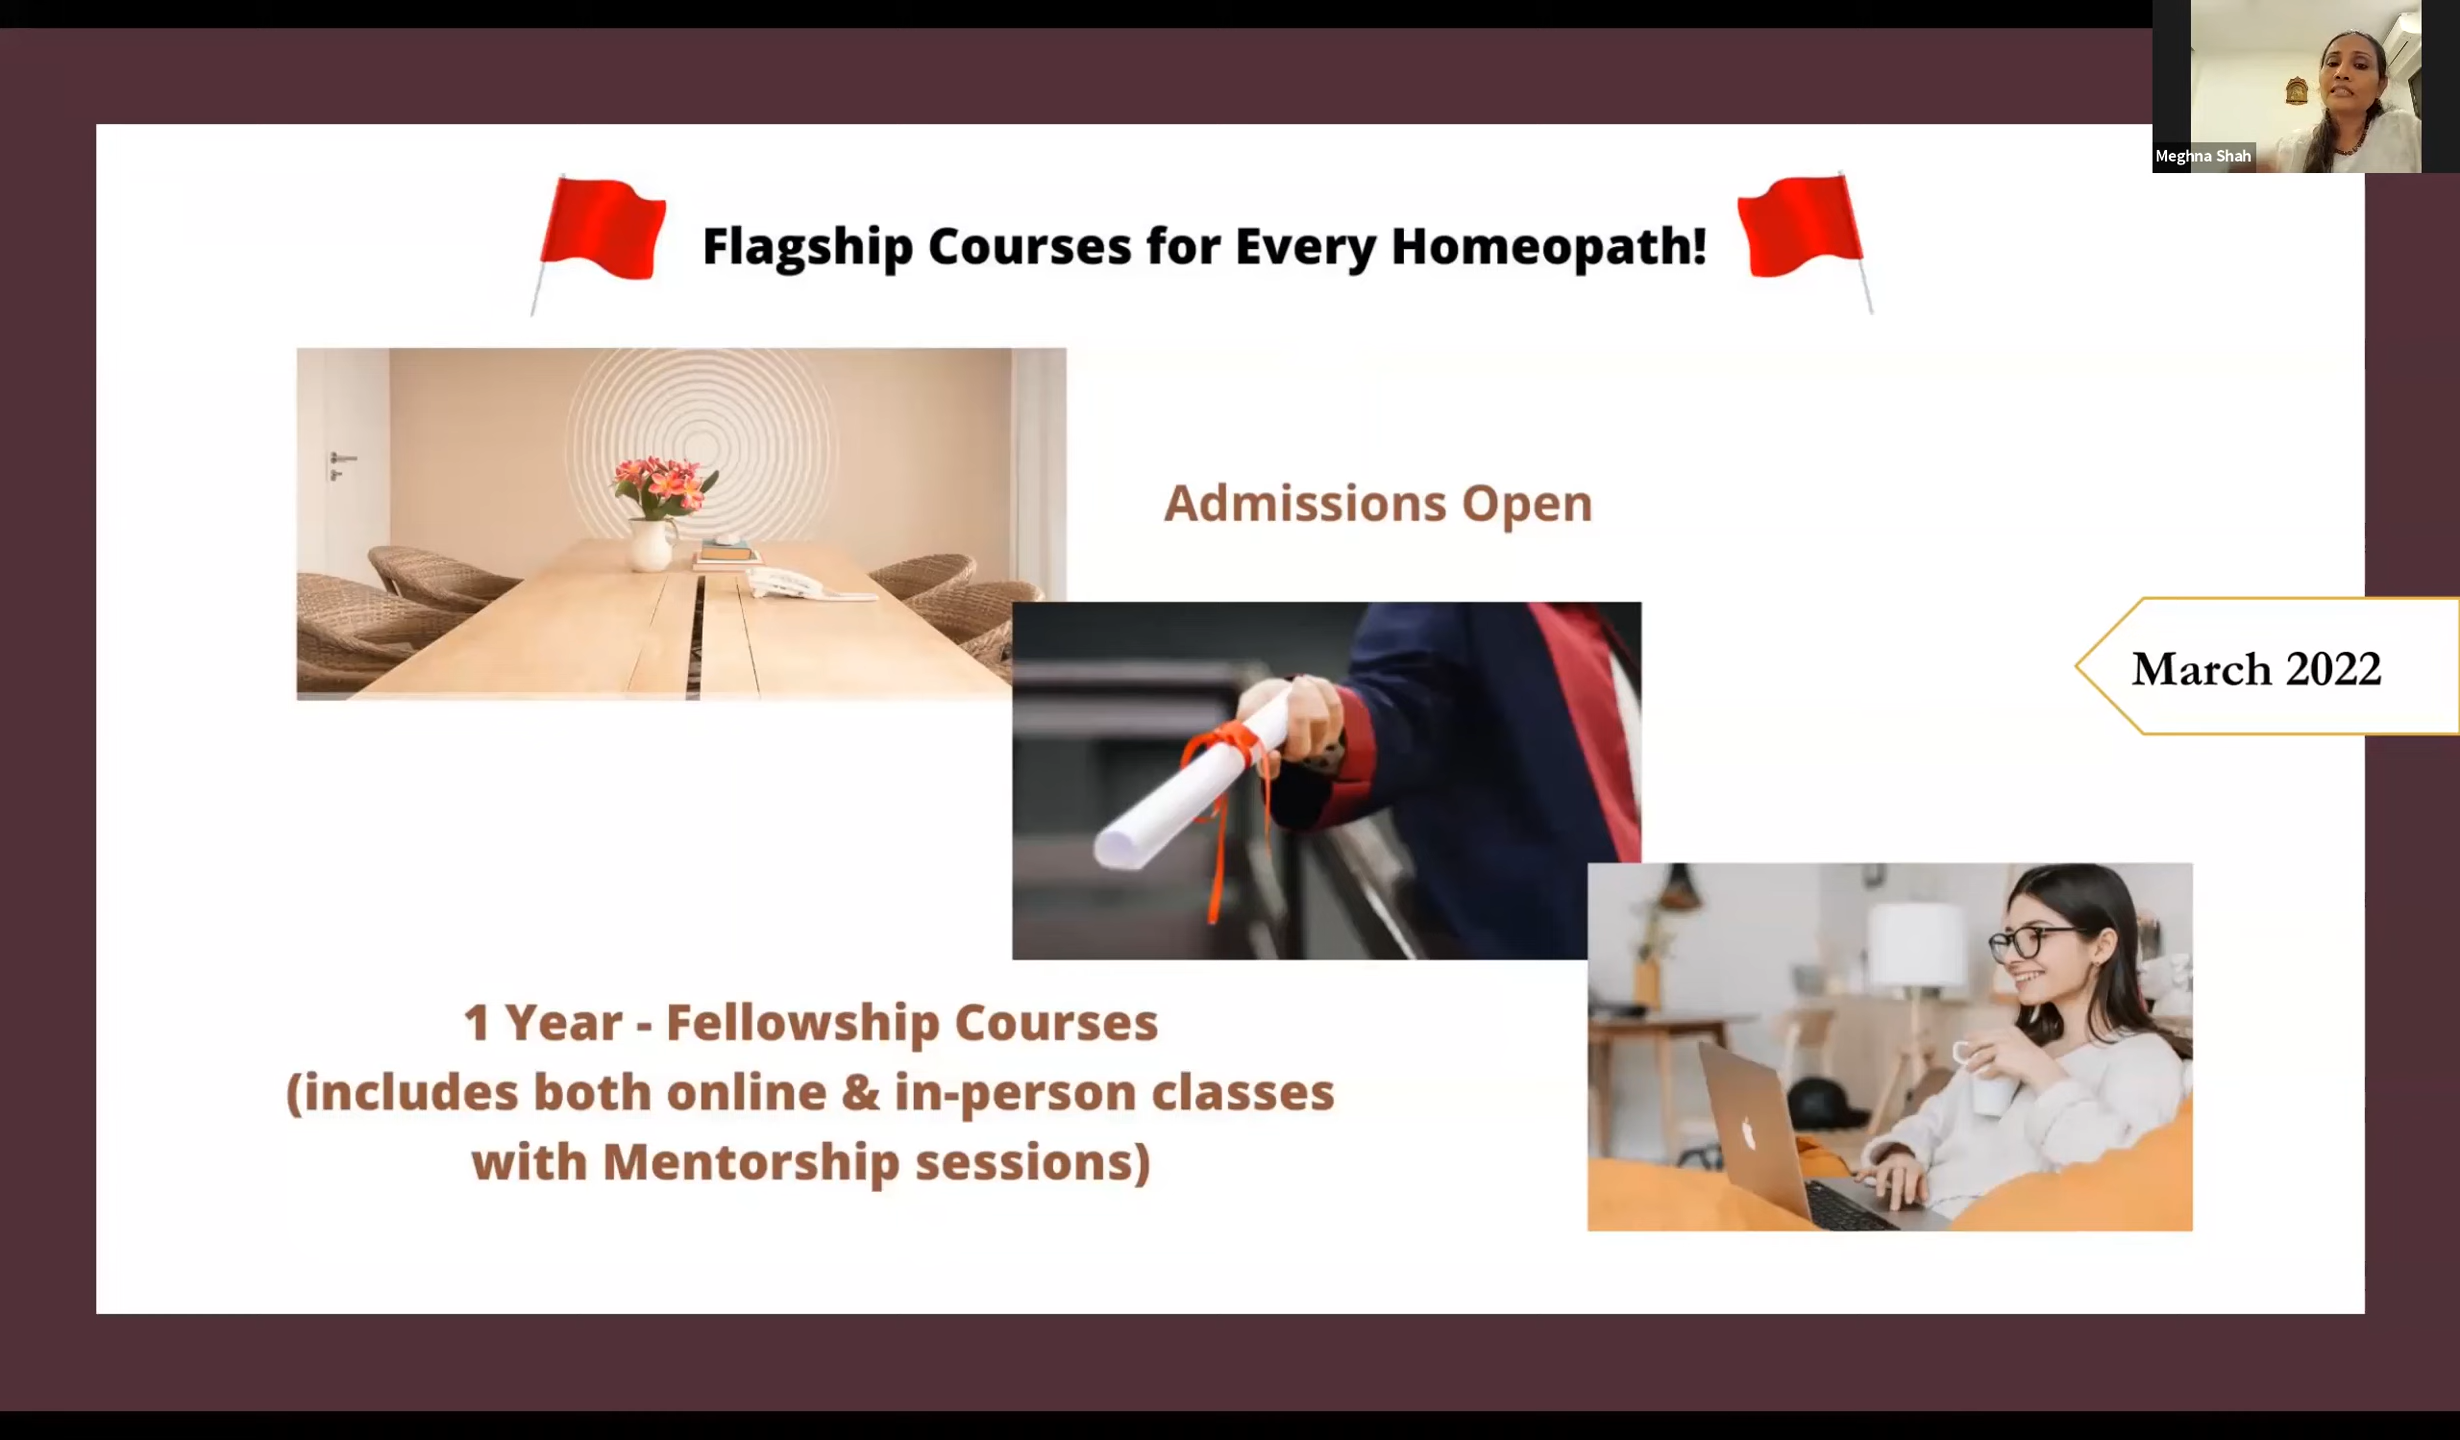 Meghna Shah
Flagship Courses for Every Homeopath!
Admissions Open
March 2022
1 Year - Fellowship Courses
(includes both online & in-person classes
with Mentorship sessions)